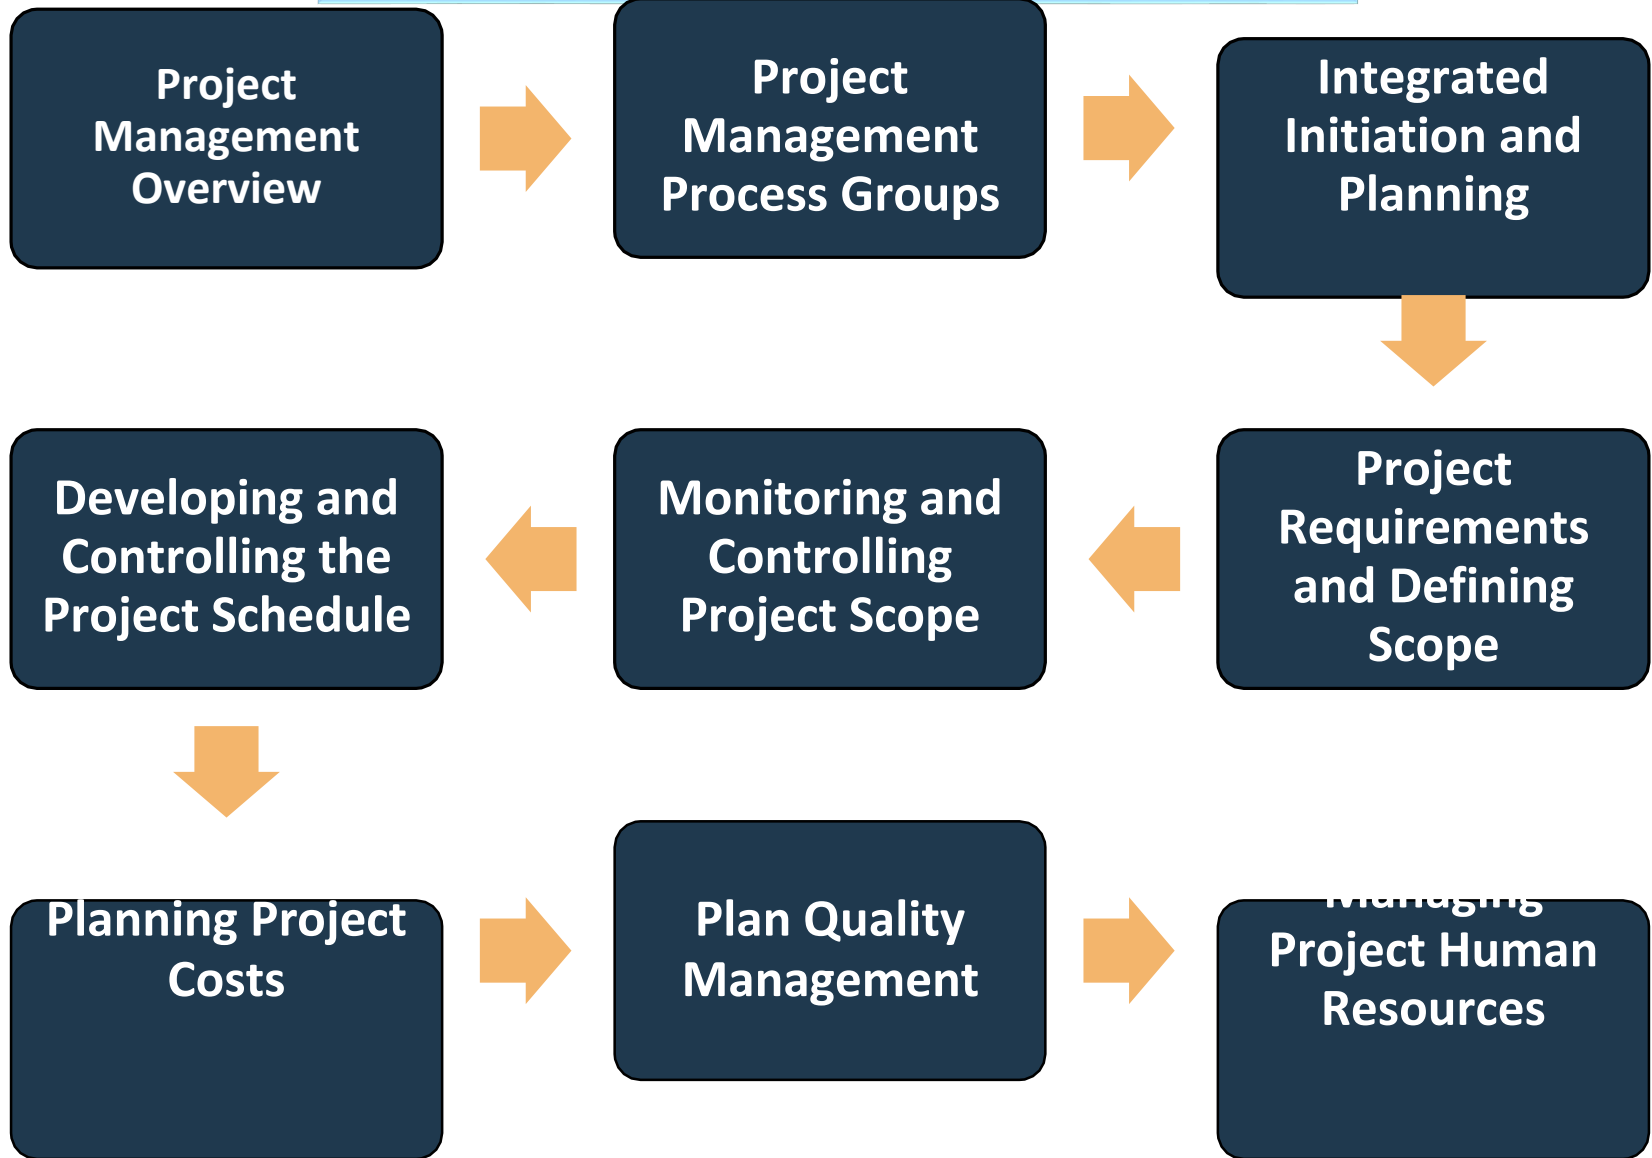 Project
Management
Overview
Project
Management
Process Groups
Integrated
Initiation and
Planning
Project
Requirements
and Defining
Scope
Monitoring and
Controlling
Project Scope
Developing and
Controlling the
Project Schedule
Planning Project
Costs
Plan Quality
Management
Managing
Project Human
Resources